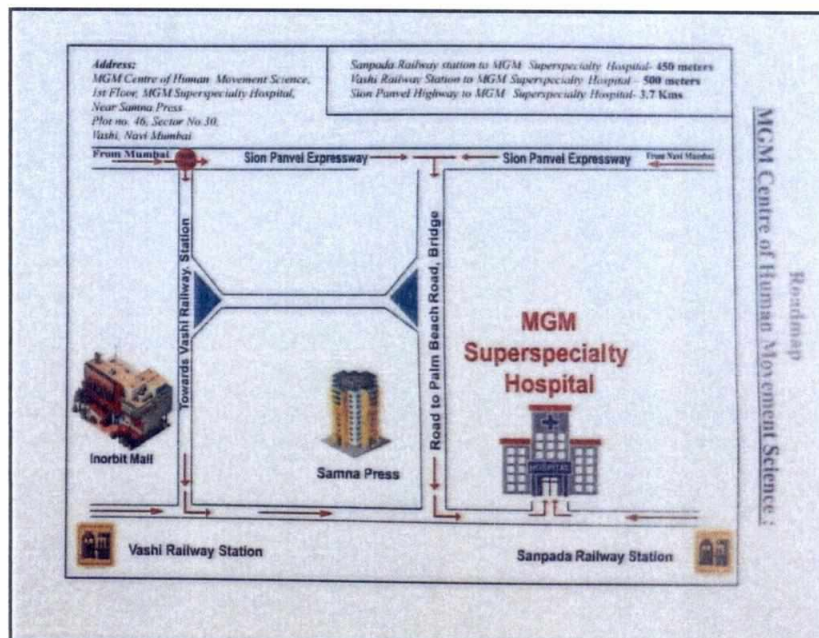 Roadmap
MGM Centre of Human Movement Science :
Address:
MGM Centre of Human Movement Science,
1st Floor, MGM Superspecialty Hospital,
Near Samna Press
Plot no. 46, Sector No 30,
Vashi, Navi Mumbai
Sanpada Railway station to MGM Superspecialty Hospital- 450 meters
Vashi Railway Station to MGM Superspecialty Hospital – 500 meters
Sion Panvel Highway to MGM Superspecialty Hospital- 3.7 Kms
From Mumbai
Sion Panvel Expressway
Sion Panvel Expressway
From Navi Mumbai
Towards Vashi Railway. Station
Road to Palm Beach Road, Bridge
MGM
Superspecialty
Hospital
HOSPITAL
Inorbit Mall
Samna Press
Vashi Railway Station
Sanpada Railway Station